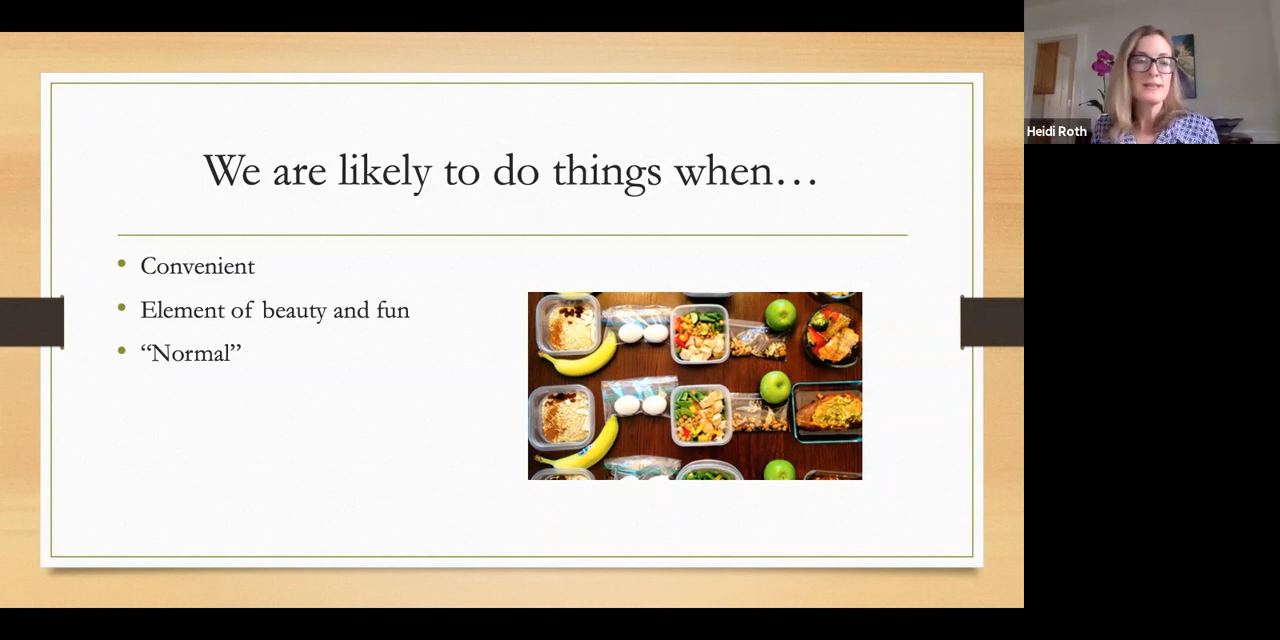 We are likely to do things when…
Convenient
Element of beauty and fun
“Normal”
Heidi Roth